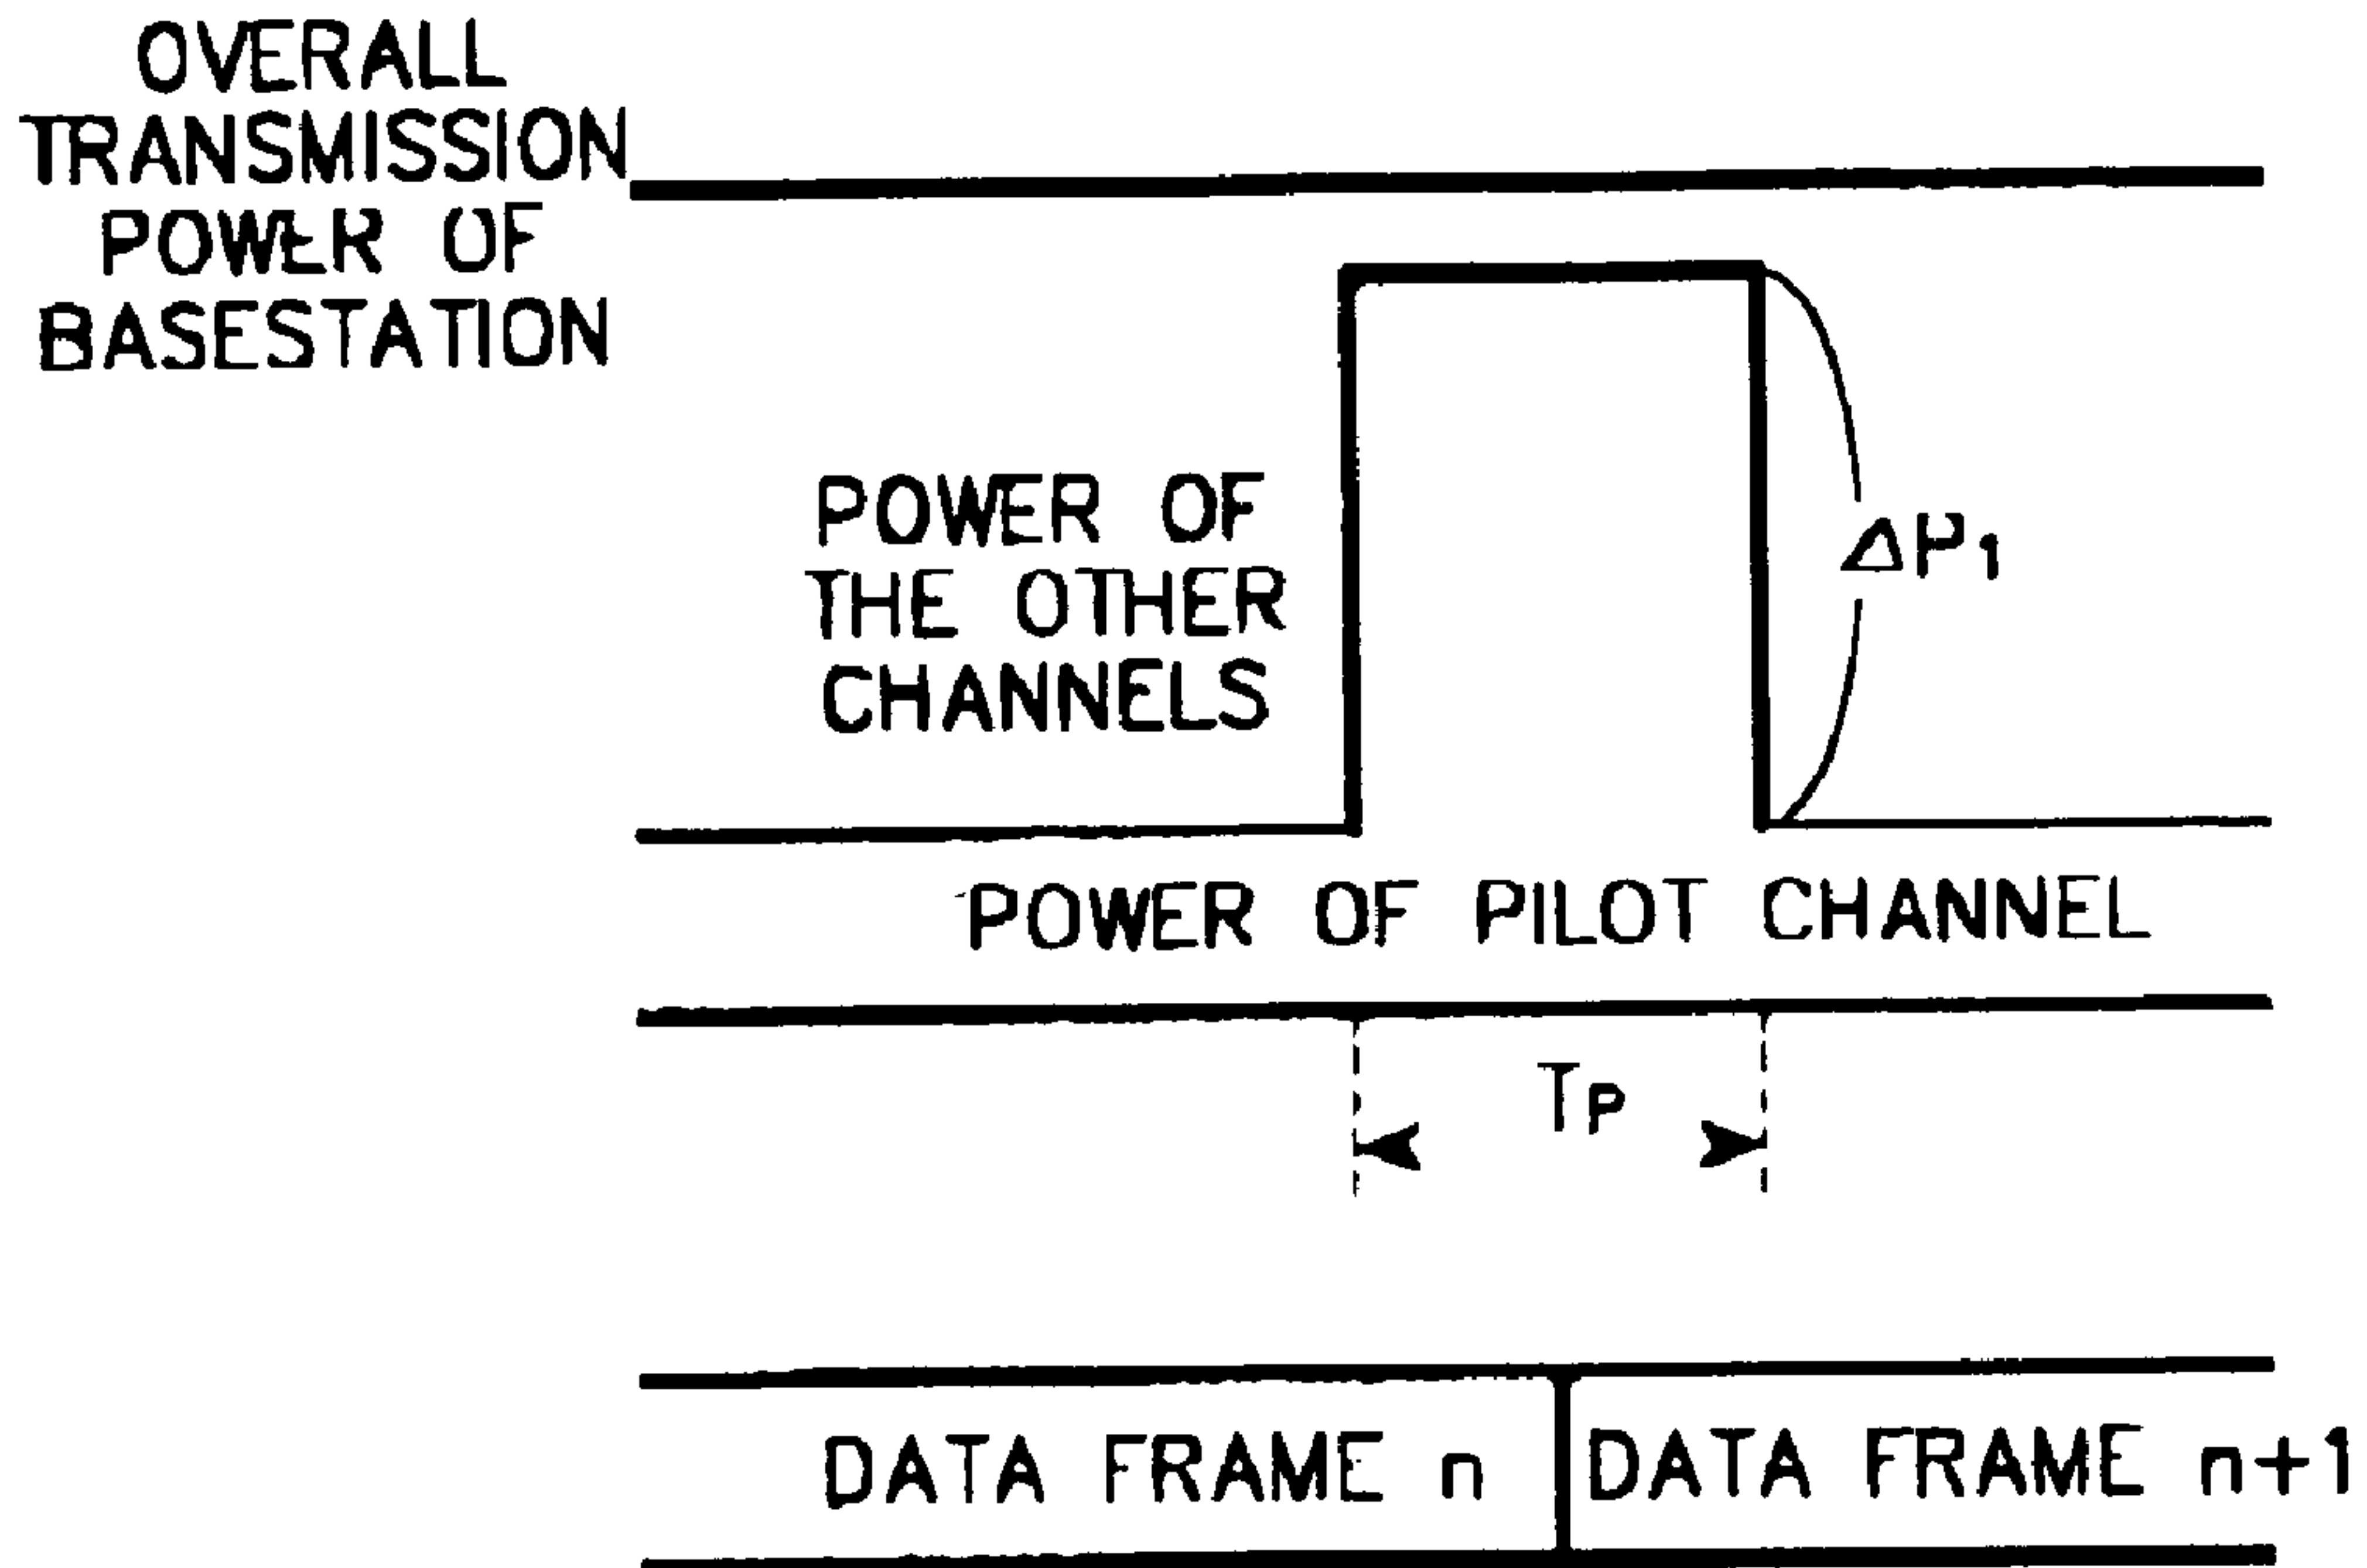 OVERALL
TRANSMISSION
POWER OF
BASESTATION
POWER OF
THE OTHER
CHANNELS
ΔP1
POWER OF PILOT CHANNEL
TP
DATA FRAME n
DATA FRAME n+1